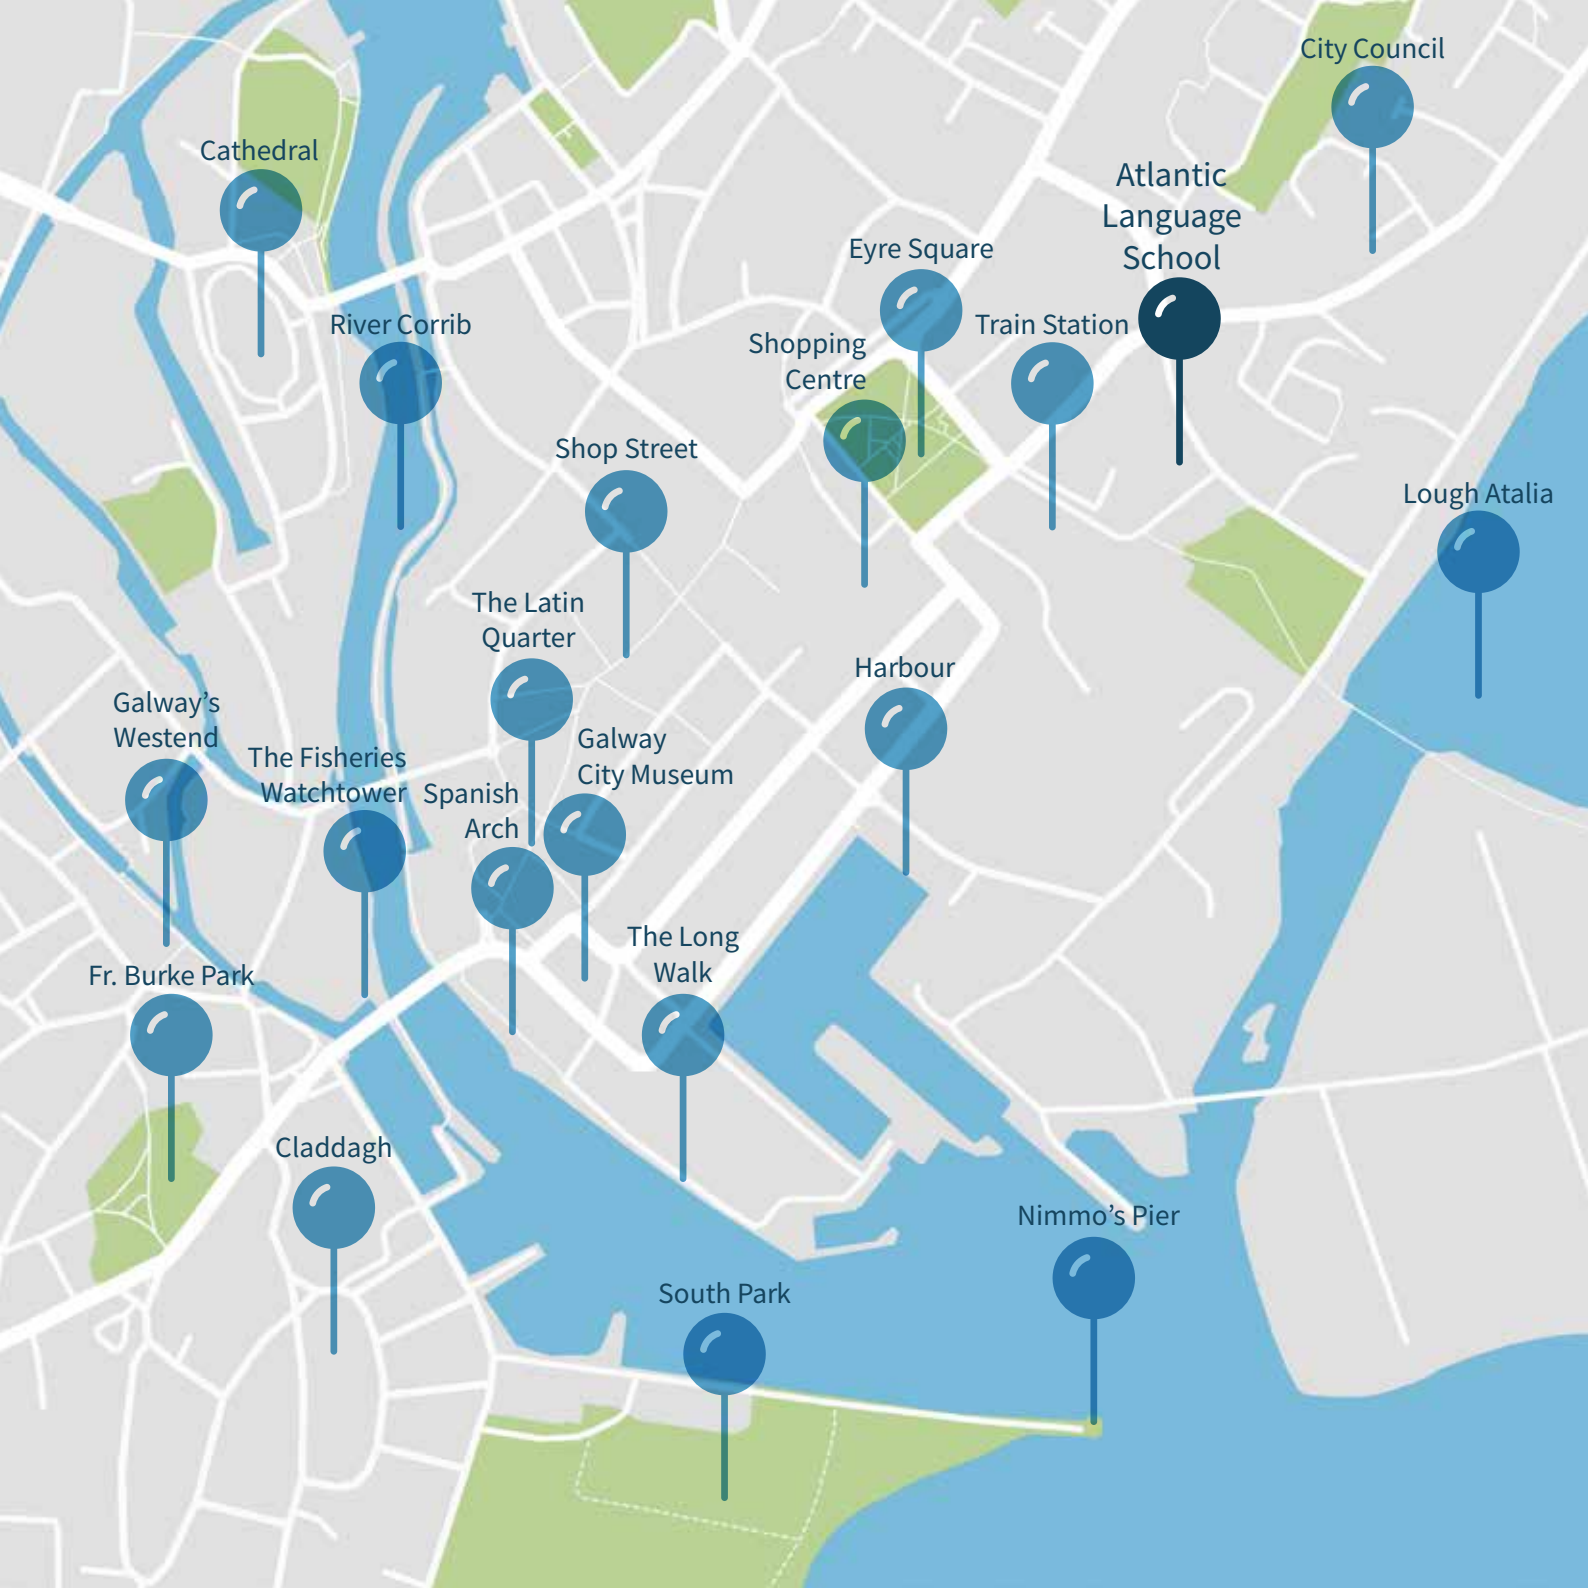 City Council
Cathedral
Atlantic
Language
School
Eyre Square
River Corrib
Train Station
Shopping
Centre
Shop Street
Lough Atalia
The Latin
Quarter
Harbour
Galway’s
Westend
The Fisheries
Watchtower
Galway
City Museum
Spanish
Arch
The Long
Walk
Fr. Burke Park
Claddagh
Nimmo’s Pier
South Park